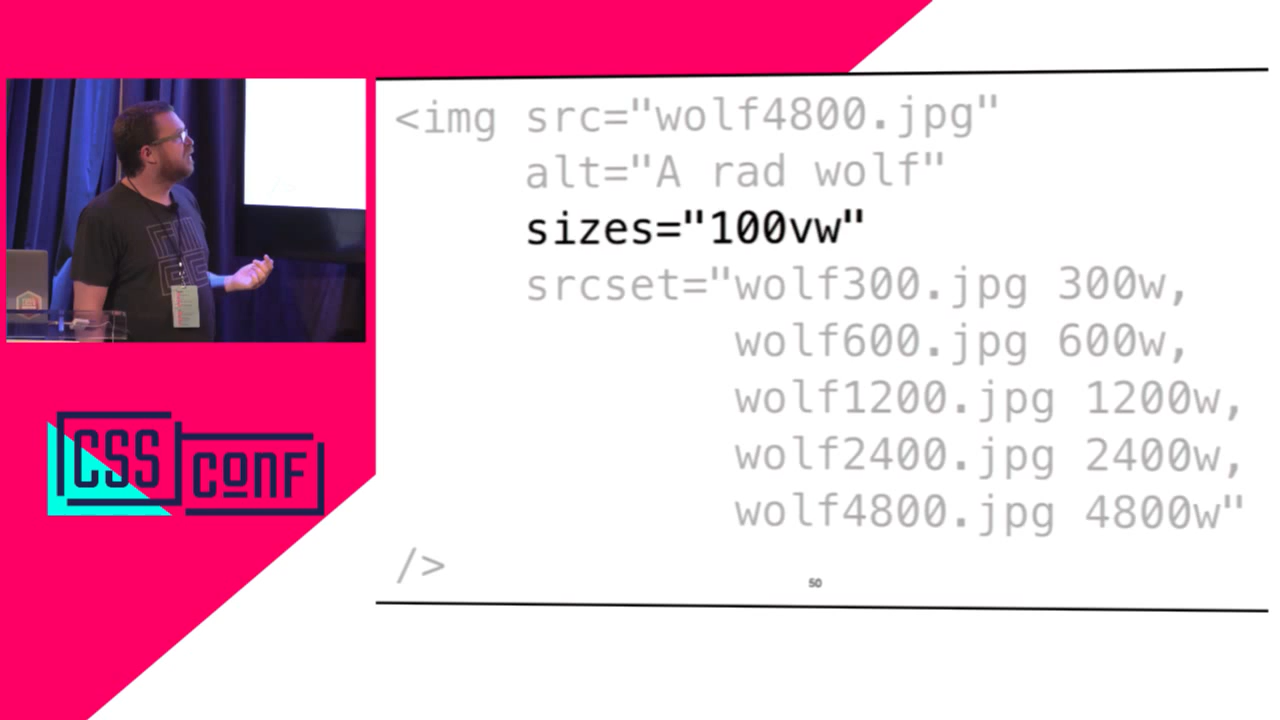 <img src="wolf4800.jpg"
alt="A rad wolf"
sizes="100vw"
srcset="wolf300.jpg 300w,
wolf600.jpg 600w,
wolf1200.jpg 1200w,
wolf2400.jpg 2400w,
wolf4800.jpg 4800w"
/>
50
CSS
CONF